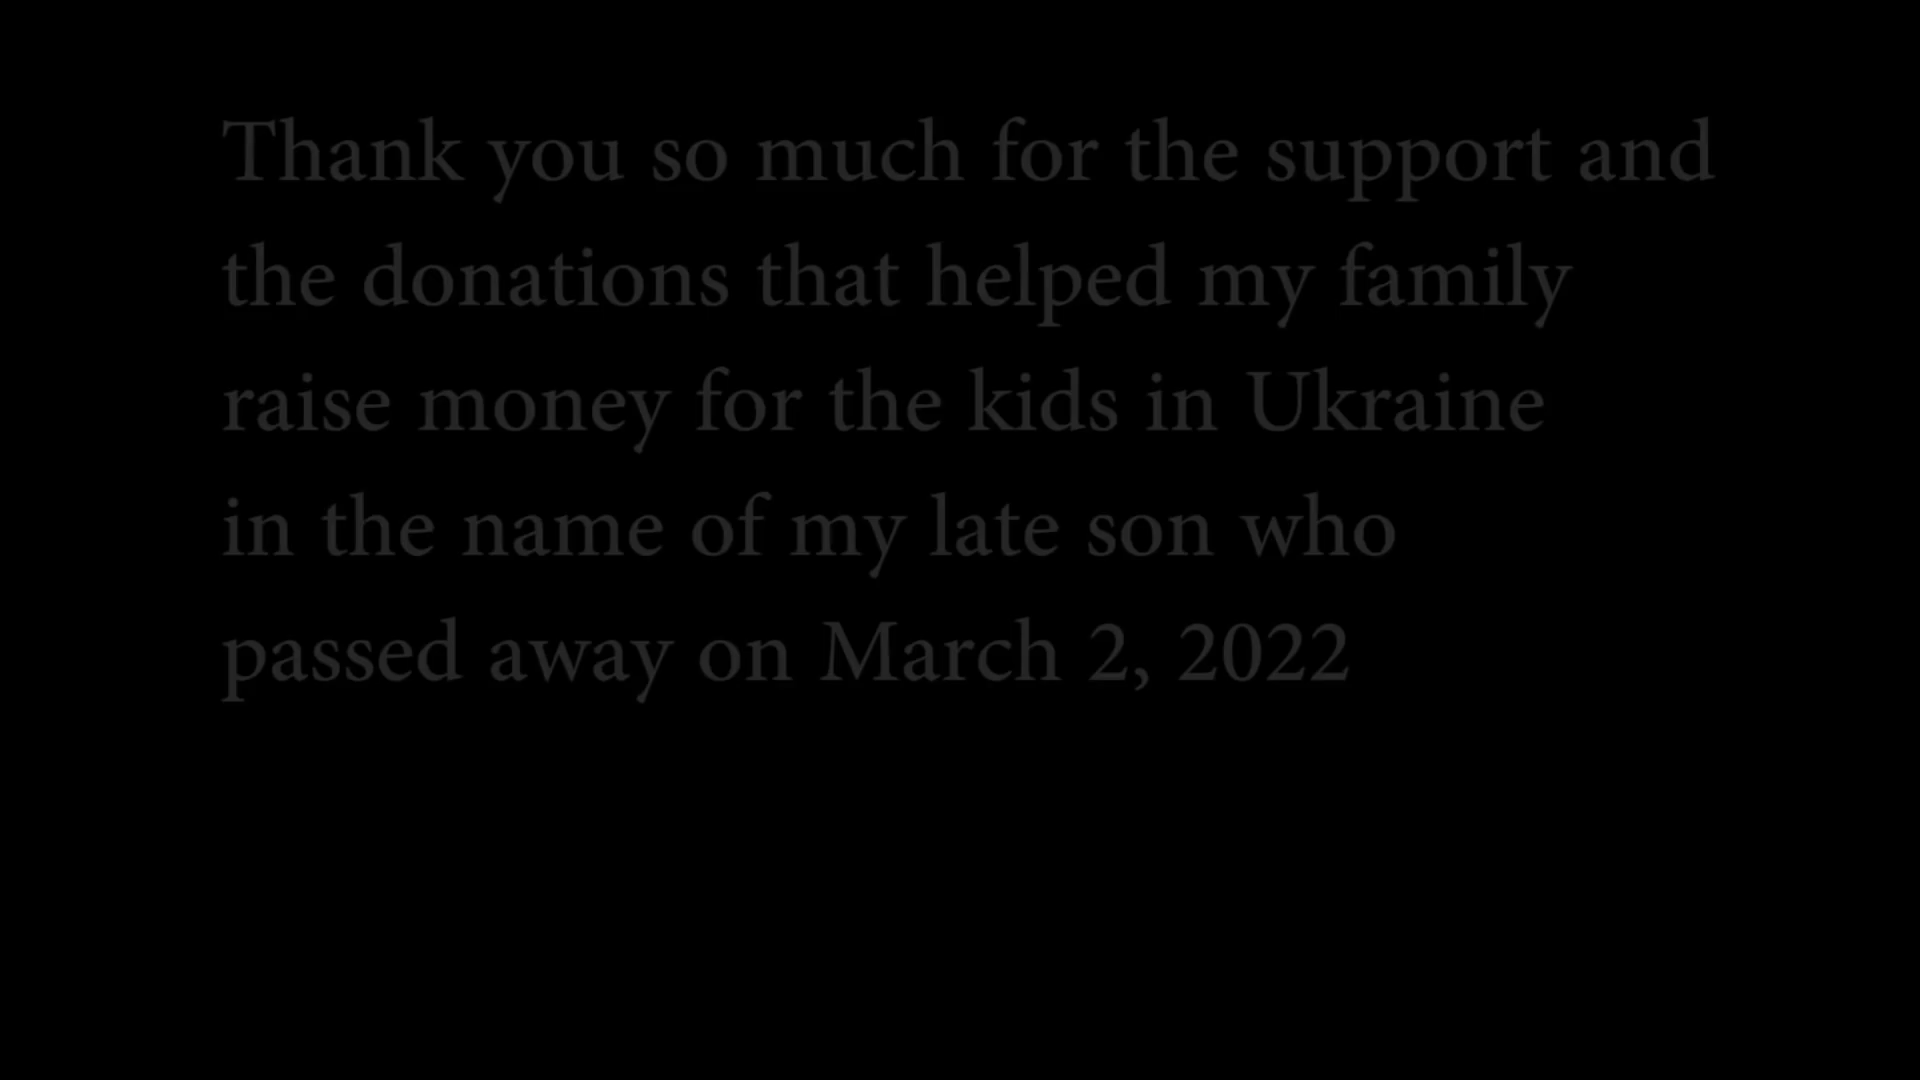 Thank you so much for the support and
the donations that helped my family
raise money for the kids in Ukraine
in the name of my late son who
passed away on March 2, 2022